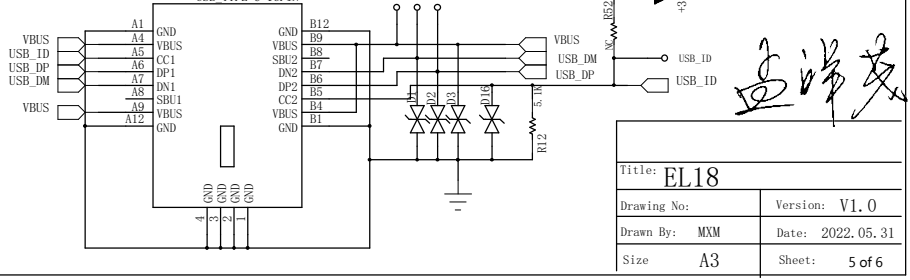 A1 GND
VBUS A4 VBUS
USB_ID A5 CC1
USB_DP A6 DP1
USB_DM A7 DN1
A8 SBU1
VBUS A9 VBUS
A12 GND
GND B12
VBUS B9
SBU2 B8
DN2 B7
DP2 B6
CC2 B5
VBUS B4
GND B1
GND GND GND GND
4 3 2 1
VBUS
USB_DM
USB_DP
D1 D2 D3 D16
5.1K
R12
R52
NC
+3
USB_ID
USB_ID
Title: EL18
Drawing No: Version: V1.0
Drawn By: MXM Date: 2022.05.31
Size A3 Sheet: 5 of 6